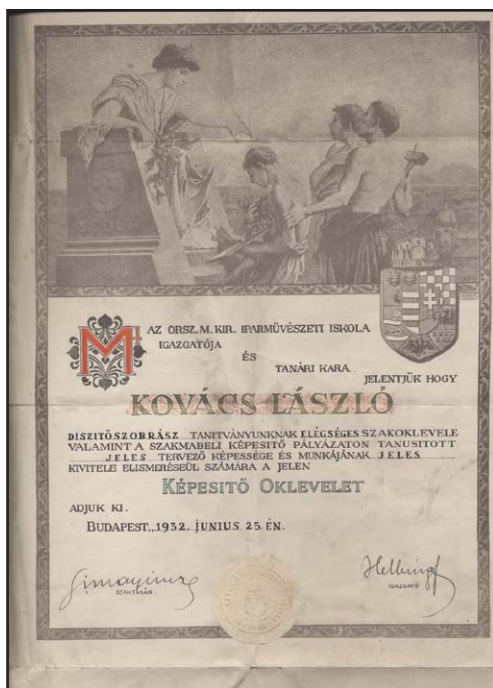 M
AZ ORSZ. M. KIR. IPARMŰVÉSZETI ISKOLA
IGAZGATÓJA
ÉS
TANÁRI KARA
JELENTJÜK HOGY
KOVÁCS LÁSZLÓ
DISZITŐSZOBRÁSZ TANITVÁNYUNKNAK ELÉGSÉGES SZAKOKLEVELE
VALAMINT A SZAKMABELI KÉPESITŐ PÁLYÁZATON TANUSITOTT
JELES TERVEZŐ KÉPESSÉGE ÉS MUNKÁJÁNAK JELES
KIVITELE ELISMERÉSEÜL SZÁMÁRA A JELEN
KÉPESITŐ OKLEVELET
ADJUK KI.
BUDAPEST., 1932. JUNIUS 25. ÉN.
SZAKTANÁR
IGAZGATÓ